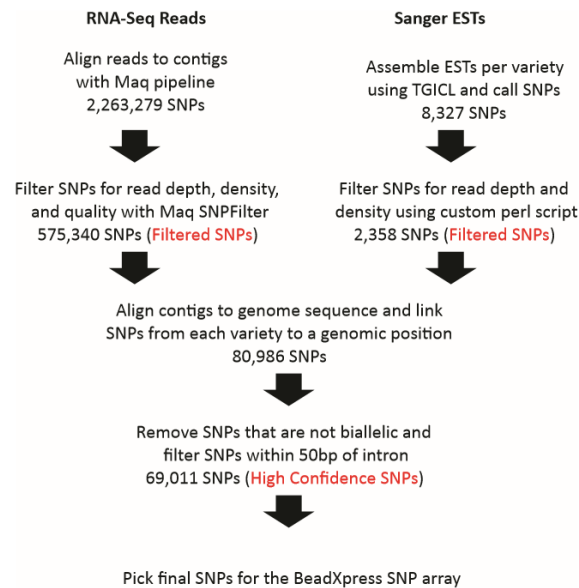 RNA-Seq Reads
Align reads to contigs
with Maq pipeline
2,263,279 SNPs
Filter SNPs for read depth, density,
and quality with Maq SNPFilter
575,340 SNPs (Filtered SNPs)
Sanger ESTs
Assemble ESTs per variety
using TGICL and call SNPs
8,327 SNPs
Filter SNPs for read depth and
density using custom perl script
2,358 SNPs (Filtered SNPs)
Align contigs to genome sequence and link
SNPs from each variety to a genomic position
80,986 SNPs
Remove SNPs that are not biallelic and
filter SNPs within 50bp of intron
69,011 SNPs (High Confidence SNPs)
Pick final SNPs for the BeadXpress SNP array